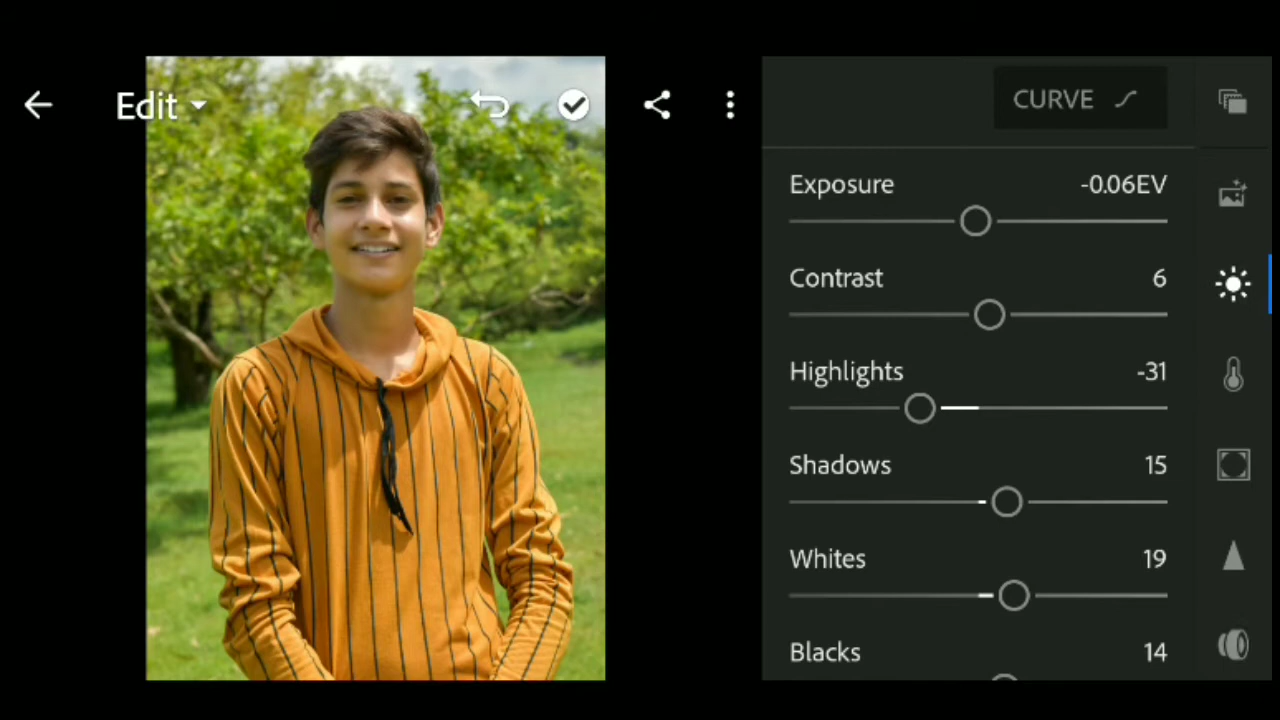 Edit
CURVE
Exposure -0.06EV
Contrast 6
Highlights -31
Shadows 15
Whites 19
Blacks 14